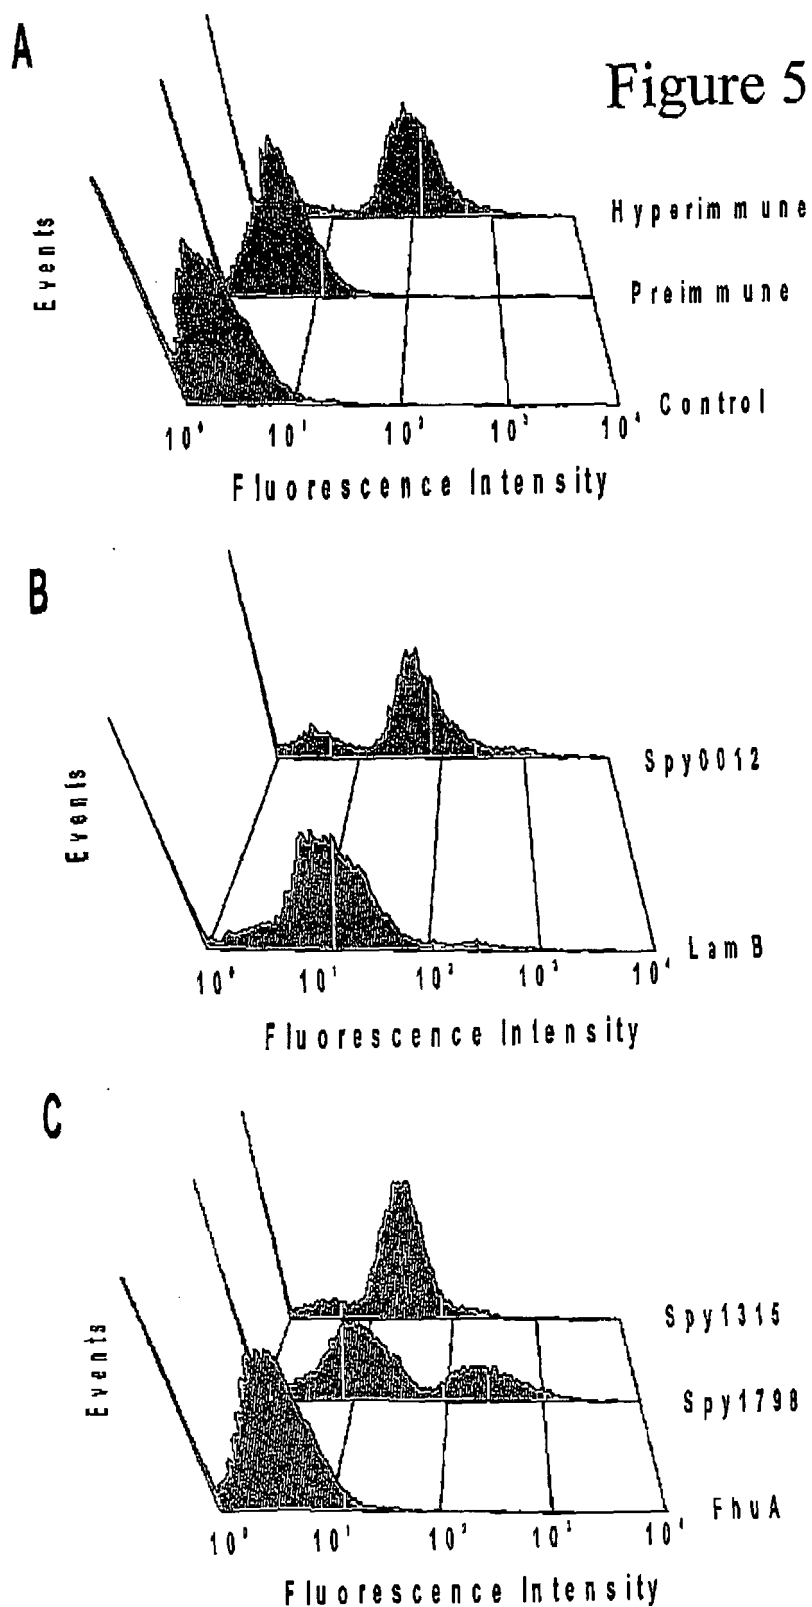 A
Figure 5
Hyperimmune
Events
Preimmune
Control
10⁰ 10¹ 10² 10³ 10⁴
Fluorescence Intensity
B
Spy0012
Events
LamB
10⁰ 10¹ 10² 10³ 10⁴
Fluorescence Intensity
C
Spy1315
Events
Spy1798
FhuA
10⁰ 10¹ 10² 10³ 10⁴
Fluorescence Intensity